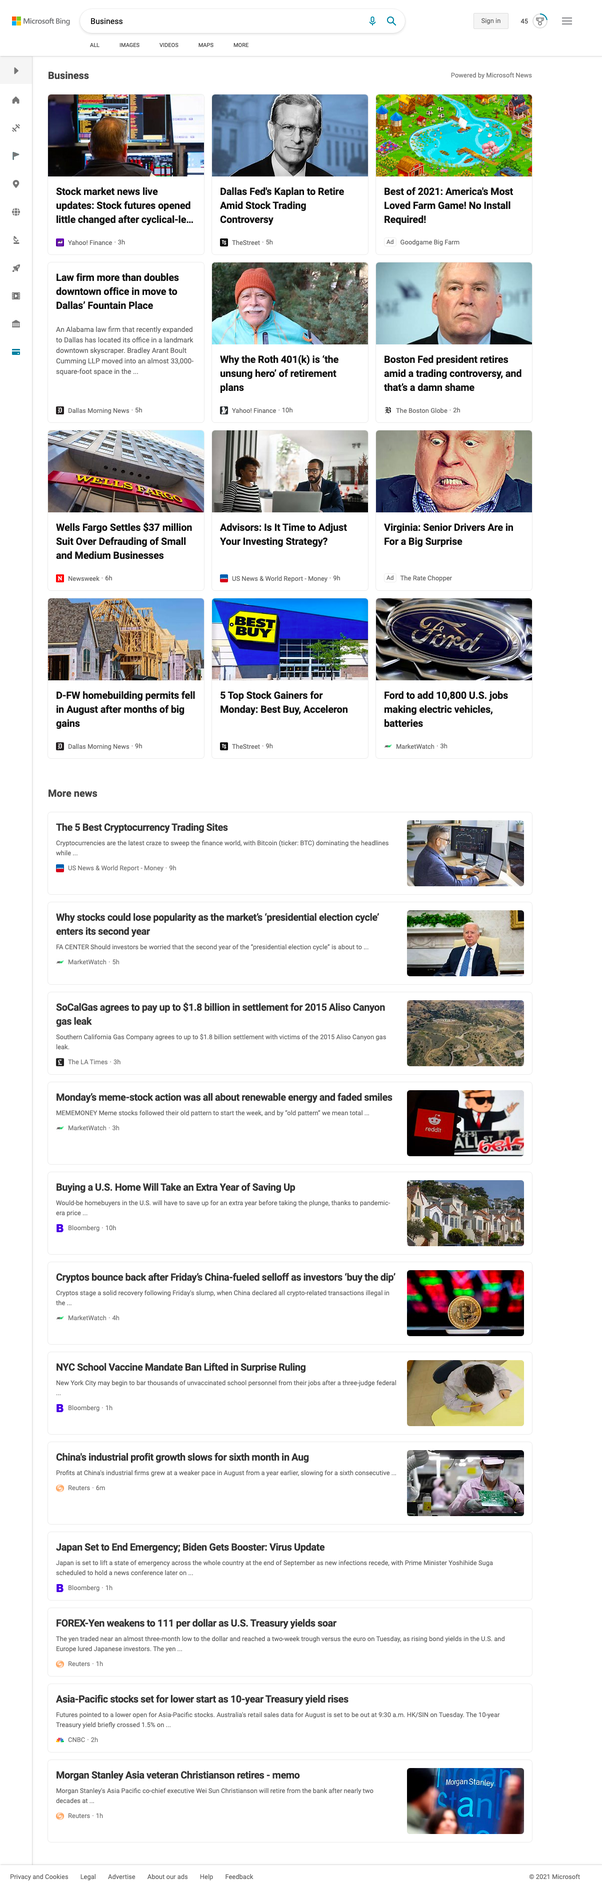 Microsoft Bing
Business
Sign in
45
ALL IMAGES VIDEOS MAPS MORE
Business
Powered by Microsoft News
Stock market news live
updates: Stock futures opened
little changed after cyclical-le...
Yahoo! Finance · 3h
Dallas Fed's Kaplan to Retire
Amid Stock Trading
Controversy
TheStreet · 5h
Best of 2021: America's Most
Loved Farm Game! No Install
Required!
Ad Goodgame Big Farm
Law firm more than doubles
downtown office in move to
Dallas' Fountain Place
An Alabama law firm that recently expanded
to Dallas has located its office in a landmark
downtown skyscraper. Bradley Arant Boult
Cumming LLP moved into an almost 33,000-
square-foot space in the ...
Dallas Morning News · 5h
Why the Roth 401(k) is 'the
unsung hero' of retirement
plans
Yahoo! Finance · 10h
Boston Fed president retires
amid a trading controversy, and
that's a damn shame
The Boston Globe · 2h
WELLS FARGO
Wells Fargo Settles $37 million
Suit Over Defrauding of Small
and Medium Businesses
Newsweek · 6h
Advisors: Is It Time to Adjust
Your Investing Strategy?
US News & World Report - Money · 9h
Virginia: Senior Drivers Are in
For a Big Surprise
Ad The Rate Chopper
D-FW homebuilding permits fell
in August after months of big
gains
Dallas Morning News · 9h
BEST
BUY
5 Top Stock Gainers for
Monday: Best Buy, Acceleron
TheStreet · 9h
Ford
Ford to add 10,800 U.S. jobs
making electric vehicles,
batteries
MarketWatch · 3h
More news
The 5 Best Cryptocurrency Trading Sites
Cryptocurrencies are the latest craze to sweep the finance world, with Bitcoin (ticker: BTC) dominating the headlines
while ...
US News & World Report - Money · 9h
Why stocks could lose popularity as the market's 'presidential election cycle'
enters its second year
FA CENTER Should investors be worried that the second year of the "presidential election cycle" is about to ...
MarketWatch · 5h
SoCalGas agrees to pay up to $1.8 billion in settlement for 2015 Aliso Canyon
gas leak
Southern California Gas Company agrees to up to $1.8 billion settlement with victims of the 2015 Aliso Canyon gas
leak.
The LA Times · 3h
Monday's meme-stock action was all about renewable energy and faded smiles
MEMEMONEY Meme stocks followed their old pattern to start the week, and by "old pattern" we mean total ...
MarketWatch · 3h
reddit
Buying a U.S. Home Will Take an Extra Year of Saving Up
Would-be homebuyers in the U.S. will have to save up for an extra year before taking the plunge, thanks to pandemic-
era price ...
Bloomberg · 10h
Cryptos bounce back after Friday's China-fueled selloff as investors 'buy the dip'
Cryptos stage a solid recovery following Friday's slump, when China declared all crypto-related transactions illegal in
the ...
MarketWatch · 4h
NYC School Vaccine Mandate Ban Lifted in Surprise Ruling
New York City may begin to bar thousands of unvaccinated school personnel from their jobs after a three-judge federal
...
Bloomberg · 1h
China's industrial profit growth slows for sixth month in Aug
Profits at China's industrial firms grew at a weaker pace in August from a year earlier, slowing for a sixth consecutive ...
Reuters · 6m
Japan Set to End Emergency; Biden Gets Booster: Virus Update
Japan is set to lift a state of emergency across the whole country at the end of September as new infections recede, with Prime Minister Yoshihide Suga
scheduled to hold a news conference later on ...
Bloomberg · 1h
FOREX-Yen weakens to 111 per dollar as U.S. Treasury yields soar
The yen traded near an almost three-month low to the dollar and reached a two-week trough versus the euro on Tuesday, as rising bond yields in the U.S. and
Europe lured Japanese investors. The yen ...
Reuters · 1h
Asia-Pacific stocks set for lower start as 10-year Treasury yield rises
Futures pointed to a lower open for Asia-Pacific stocks. Australia's retail sales data for August is set to be out at 9:30 a.m. HK/SIN on Tuesday. The 10-year
Treasury yield briefly crossed 1.5% on ...
CNBC · 2h
Morgan Stanley Asia veteran Christianson retires - memo
Morgan Stanley's Asia Pacific co-chief executive Wei Sun Christianson will retire from the bank after nearly two
decades at ...
Reuters · 1h
Morgan Stanley
Privacy and Cookies Legal Advertise About our ads Help Feedback
© 2021 Microsoft